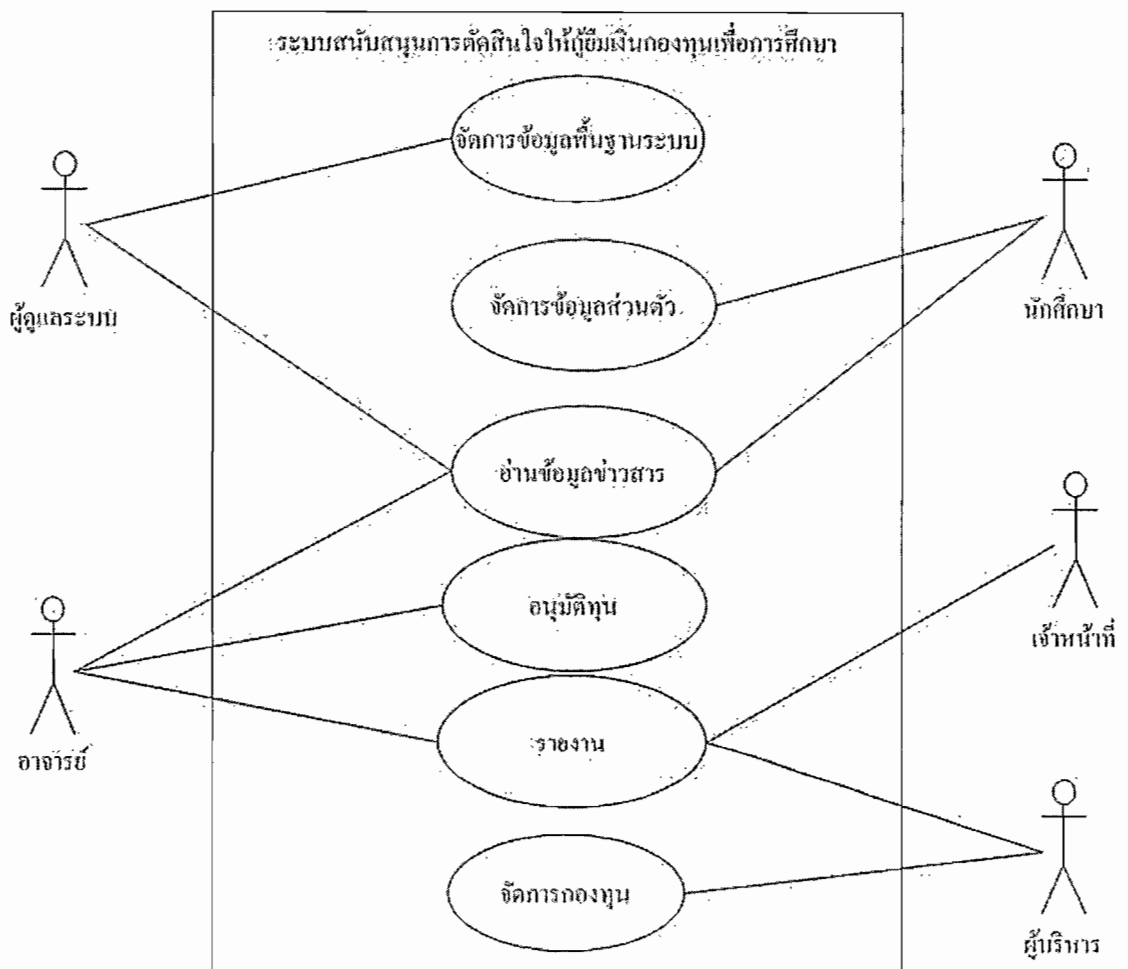 ระบบสนับสนุนการตัดสินใจให้กู้ยืมเงินกองทุนเพื่อการศึกษา
จัดการข้อมูลพื้นฐานระบบ
ผู้ดูแลระบบ
จัดการข้อมูลส่วนตัว
นักศึกษา
อ่านข้อมูลข่าวสาร
อนุมัติทุน
เจ้าหน้าที่
อาจารย์
รายงาน
จัดการกองทุน
ผู้บริหาร